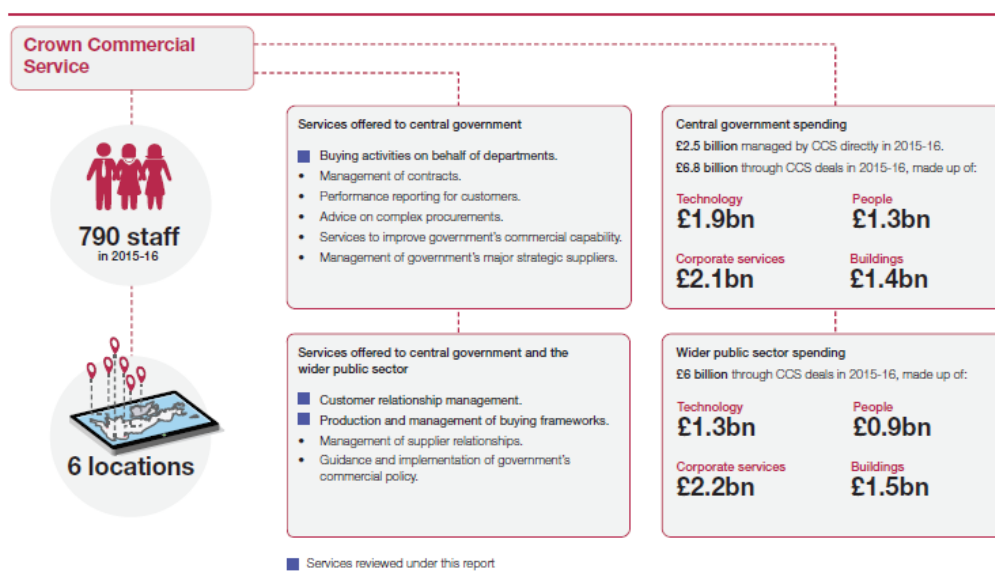 Crown Commercial
Service
790 staff
in 2015-16
6 locations
Services offered to central government
Buying activities on behalf of departments.
• Management of contracts.
• Performance reporting for customers.
• Advice on complex procurements.
• Services to improve government's commercial capability.
• Management of government's major strategic suppliers.
Services offered to central government and the
wider public sector
Customer relationship management.
Production and management of buying frameworks.
• Management of supplier relationships.
• Guidance and implementation of government's
commercial policy.
Central government spending
£2.5 billion managed by CCS directly in 2015-16.
£6.8 billion through CCS deals in 2015-16, made up of:
Technology People
£1.9bn £1.3bn
Corporate services Buildings
£2.1bn £1.4bn
Wider public sector spending
£6 billion through CCS deals in 2015-16, made up of:
Technology People
£1.3bn £0.9bn
Corporate services Buildings
£2.2bn £1.5bn
Services reviewed under this report